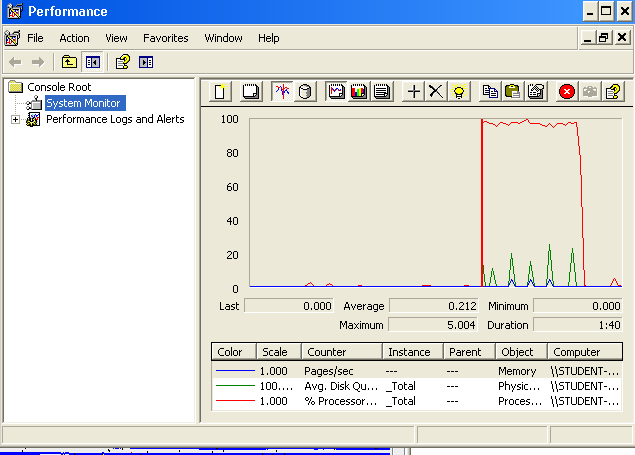 Performance
File Action View Favorites Window Help
Console Root
System Monitor
Performance Logs and Alerts
100
80
60
40
20
0
Last 0.000 Average 0.212 Minimum 0.000
Maximum 5.004 Duration 1:40
Color Scale Counter Instance Parent Object Computer
1.000 Pages/sec --- --- Memory \\STUDENT-...
100.... Avg. Disk Qu... _Total --- Physic... \\STUDENT-...
1.000 % Processor... _Total --- Proces... \\STUDENT-...